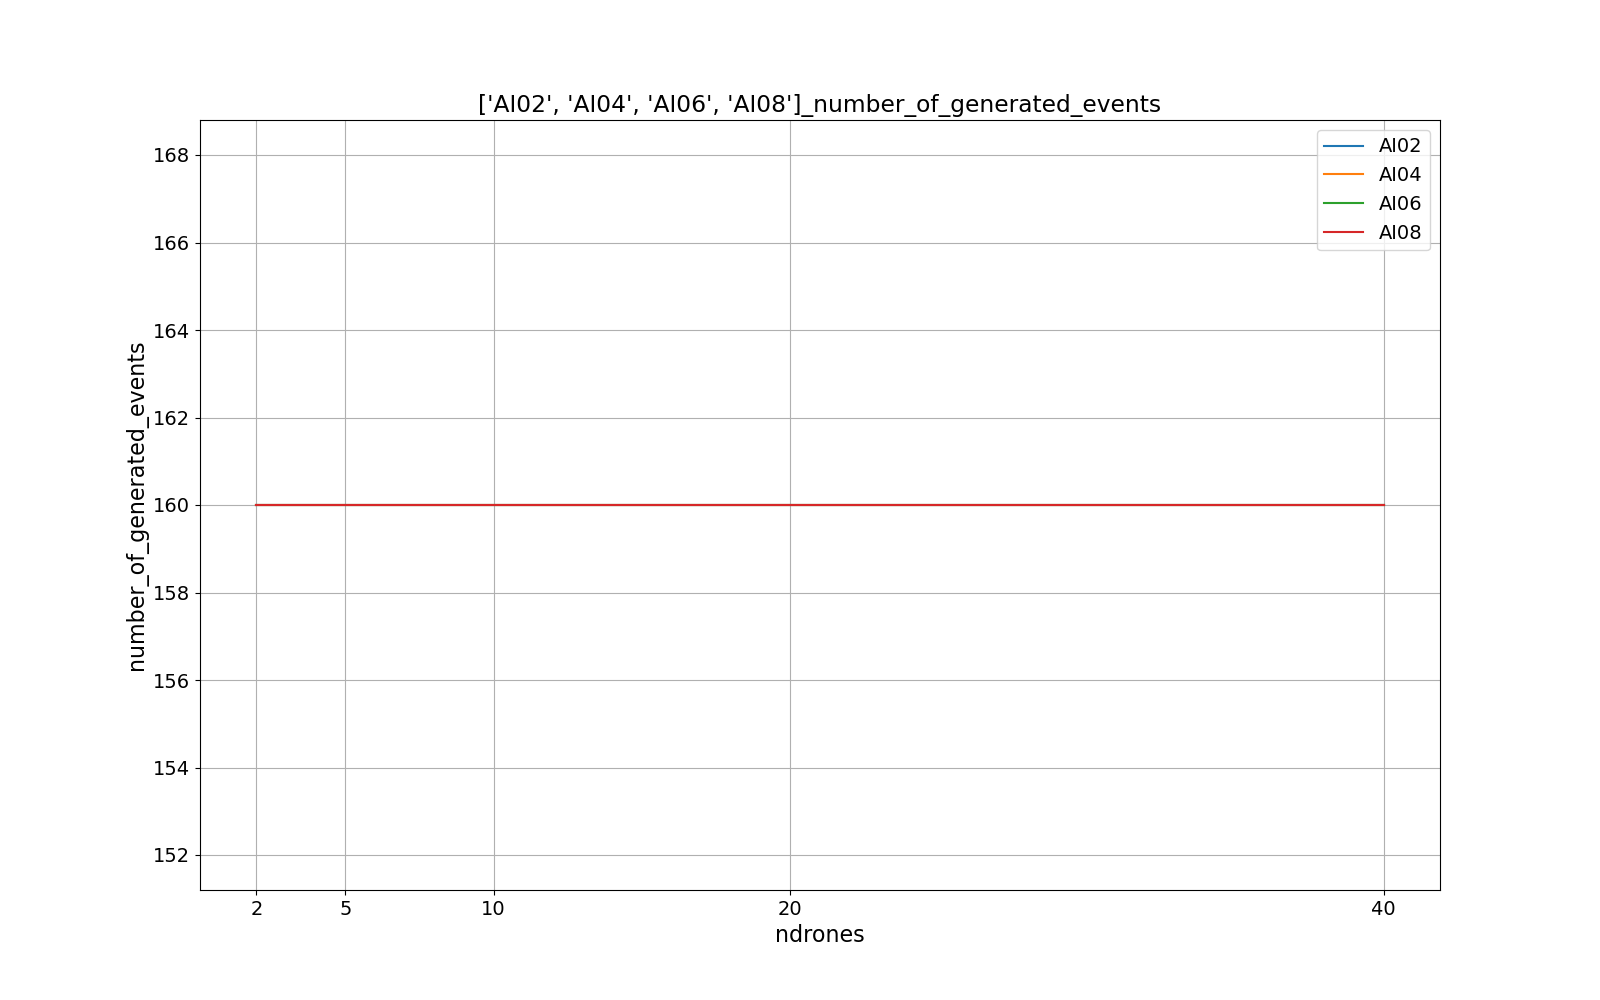 ['AI02', 'AI04', 'AI06', 'AI08']_number_of_generated_events
AI02
AI04
AI06
AI08
168
166
164
162
160
158
156
154
152
number_of_generated_events
2
5
10
20
40
ndrones